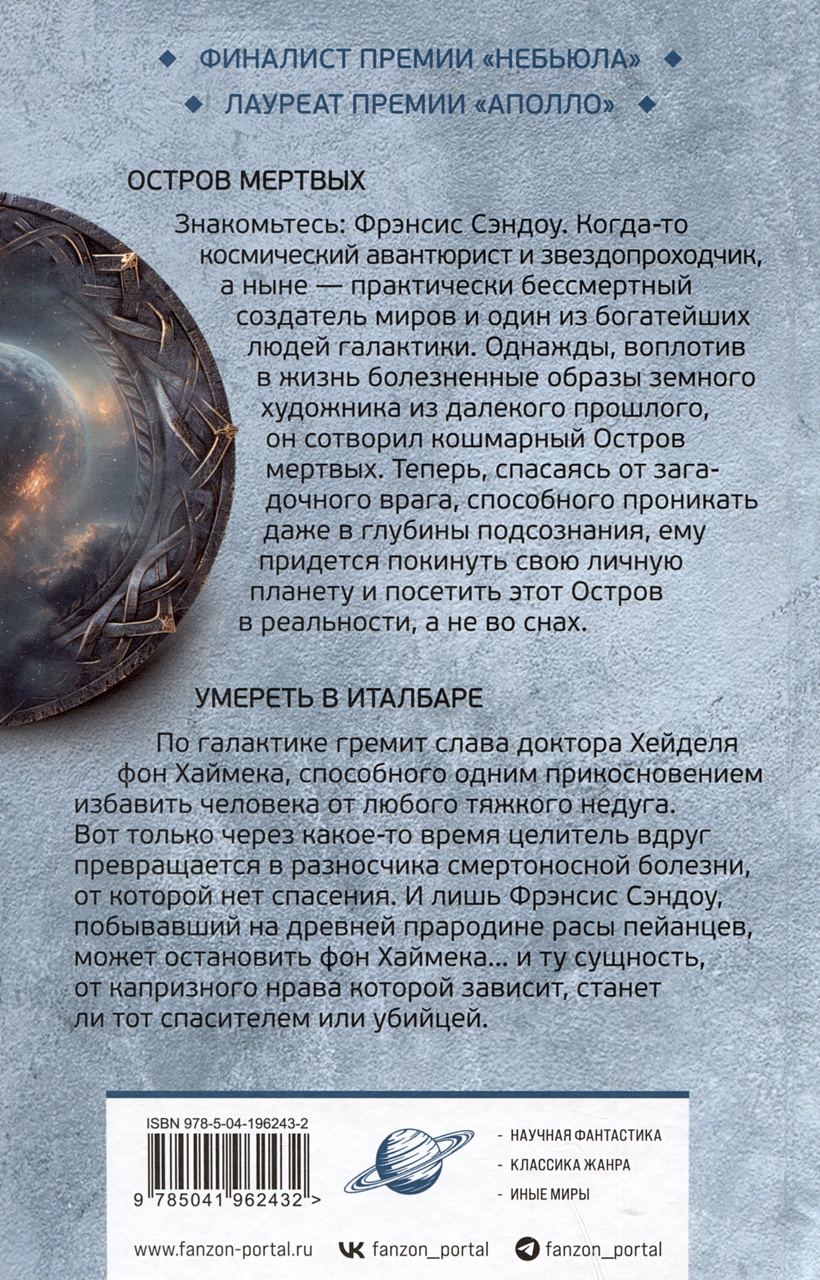 ФИНАЛИСТ ПРЕМИИ «НЕБЬЮЛА»
ЛАУРЕАТ ПРЕМИИ «АПОЛЛО»
ОСТРОВ МЕРТВЫХ
Знакомьтесь: Фрэнсис Сэндоу. Когда-то
космический авантюрист и звездопроходчик,
а ныне — практически бессмертный
создатель миров и один из богатейших
людей галактики. Однажды, воплотив
в жизнь болезненные образы земного
художника из далекого прошлого,
он сотворил кошмарный Остров
мертвых. Теперь, спасаясь от зага-
дочного врага, способного проникать
даже в глубины подсознания, ему
придется покинуть свою личную
планету и посетить этот Остров
в реальности, а не во снах.
УМЕРЕТЬ В ИТАЛБАРЕ
По галактике гремит слава доктора Хейделя
фон Хаймека, способного одним прикосновением
избавить человека от любого тяжкого недуга.
Вот только через какое-то время целитель вдруг
превращается в разносчика смертоносной болезни,
от которой нет спасения. И лишь Фрэнсис Сэндоу,
побывавший на древней прародине расы пейанцев,
может остановить фон Хаймека... и ту сущность,
от капризного нрава которой зависит, станет
ли тот спасителем или убийцей.
ISBN 978-5-04-196243-2
9 785041 962432 >
- НАУЧНАЯ ФАНТАСТИКА
- КЛАССИКА ЖАНРА
- ИНЫЕ МИРЫ
www.fanzon-portal.ru fanzon_portal fanzon_portal